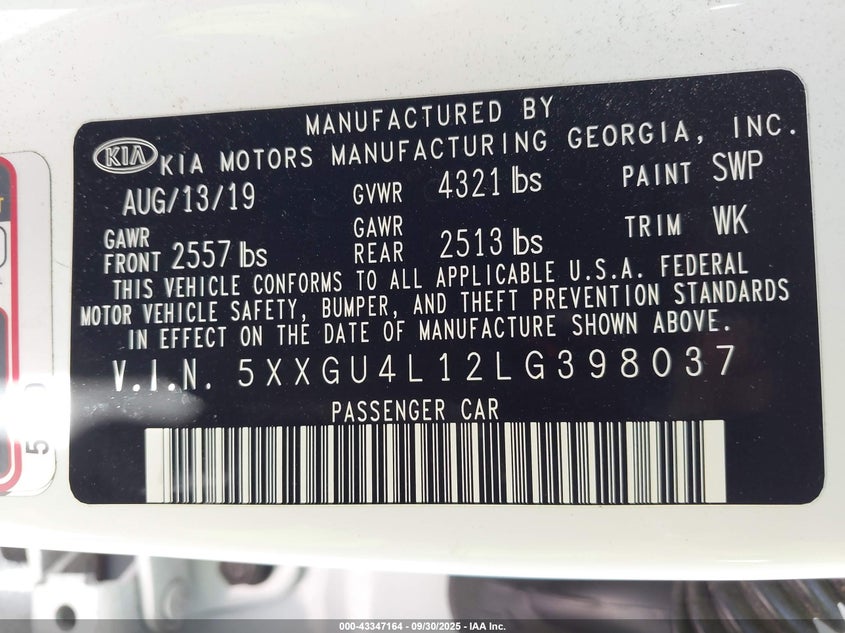 MANUFACTURED BY
KIA KIA MOTORS MANUFACTURING GEORGIA, INC.
AUG/13/19 GVWR 4321 lbs PAINT SWP
GAWR FRONT 2557 lbs GAWR REAR 2513 lbs TRIM WK
THIS VEHICLE CONFORMS TO ALL APPLICABLE U.S.A. FEDERAL
MOTOR VEHICLE SAFETY, BUMPER, AND THEFT PREVENTION STANDARDS
IN EFFECT ON THE DATE OF MANUFACTURE SHOWN ABOVE.
V.I.N. 5XXGU4L12LG398037
PASSENGER CAR
000-43347164 - 09/30/2025 - IAA Inc.